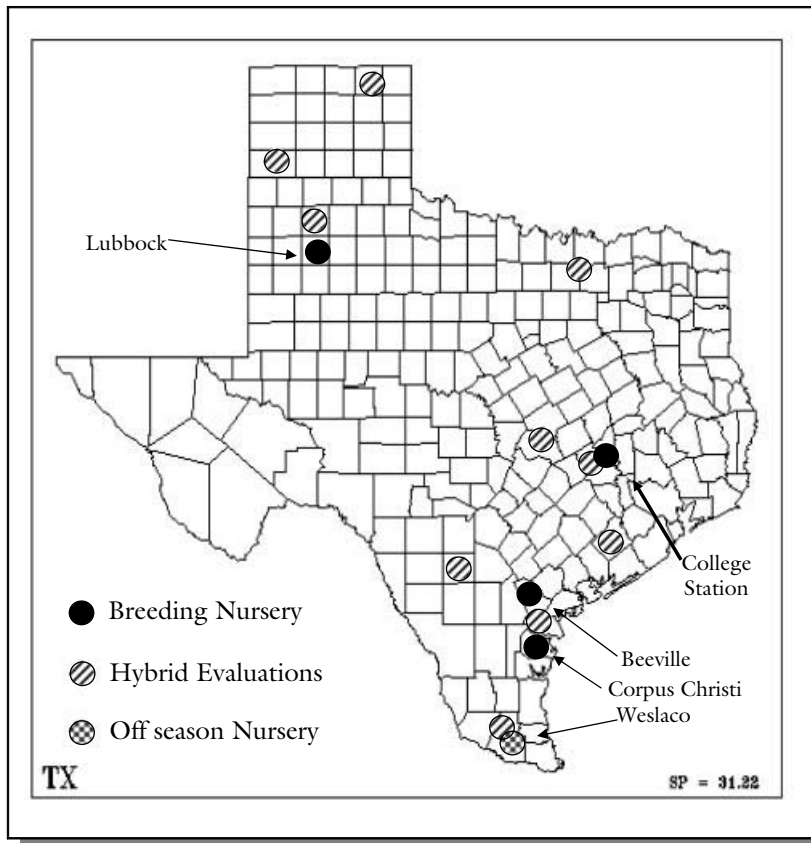 Lubbock
College
Station
Breeding Nursery
Beeville
Hybrid Evaluations
Corpus Christi
Weslaco
Off season Nursery
TX
SP = 31.22